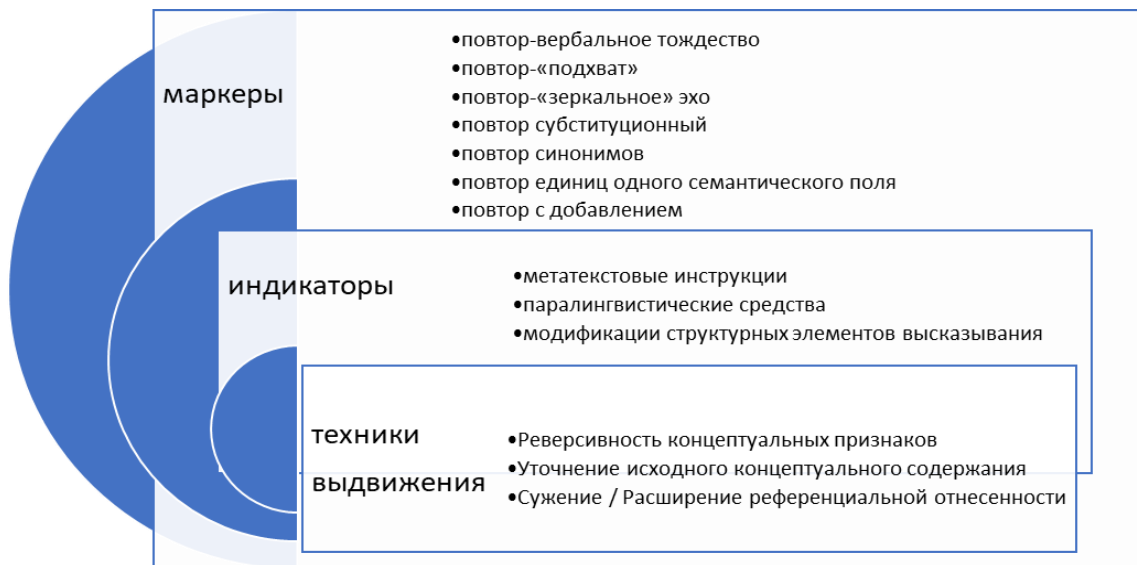 маркеры
•повтор-вербальное тождество
•повтор-«подхват»
•повтор-«зеркальное» эхо
•повтор субституционный
•повтор синонимов
•повтор единиц одного семантического поля
•повтор с добавлением
индикаторы
•метатекстовые инструкции
•паралингвистические средства
•модификации структурных элементов высказывания
техники
выдвижения
•Реверсивность концептуальных признаков
•Уточнение исходного концептуального содержания
•Сужение / Расширение референциальной отнесенности